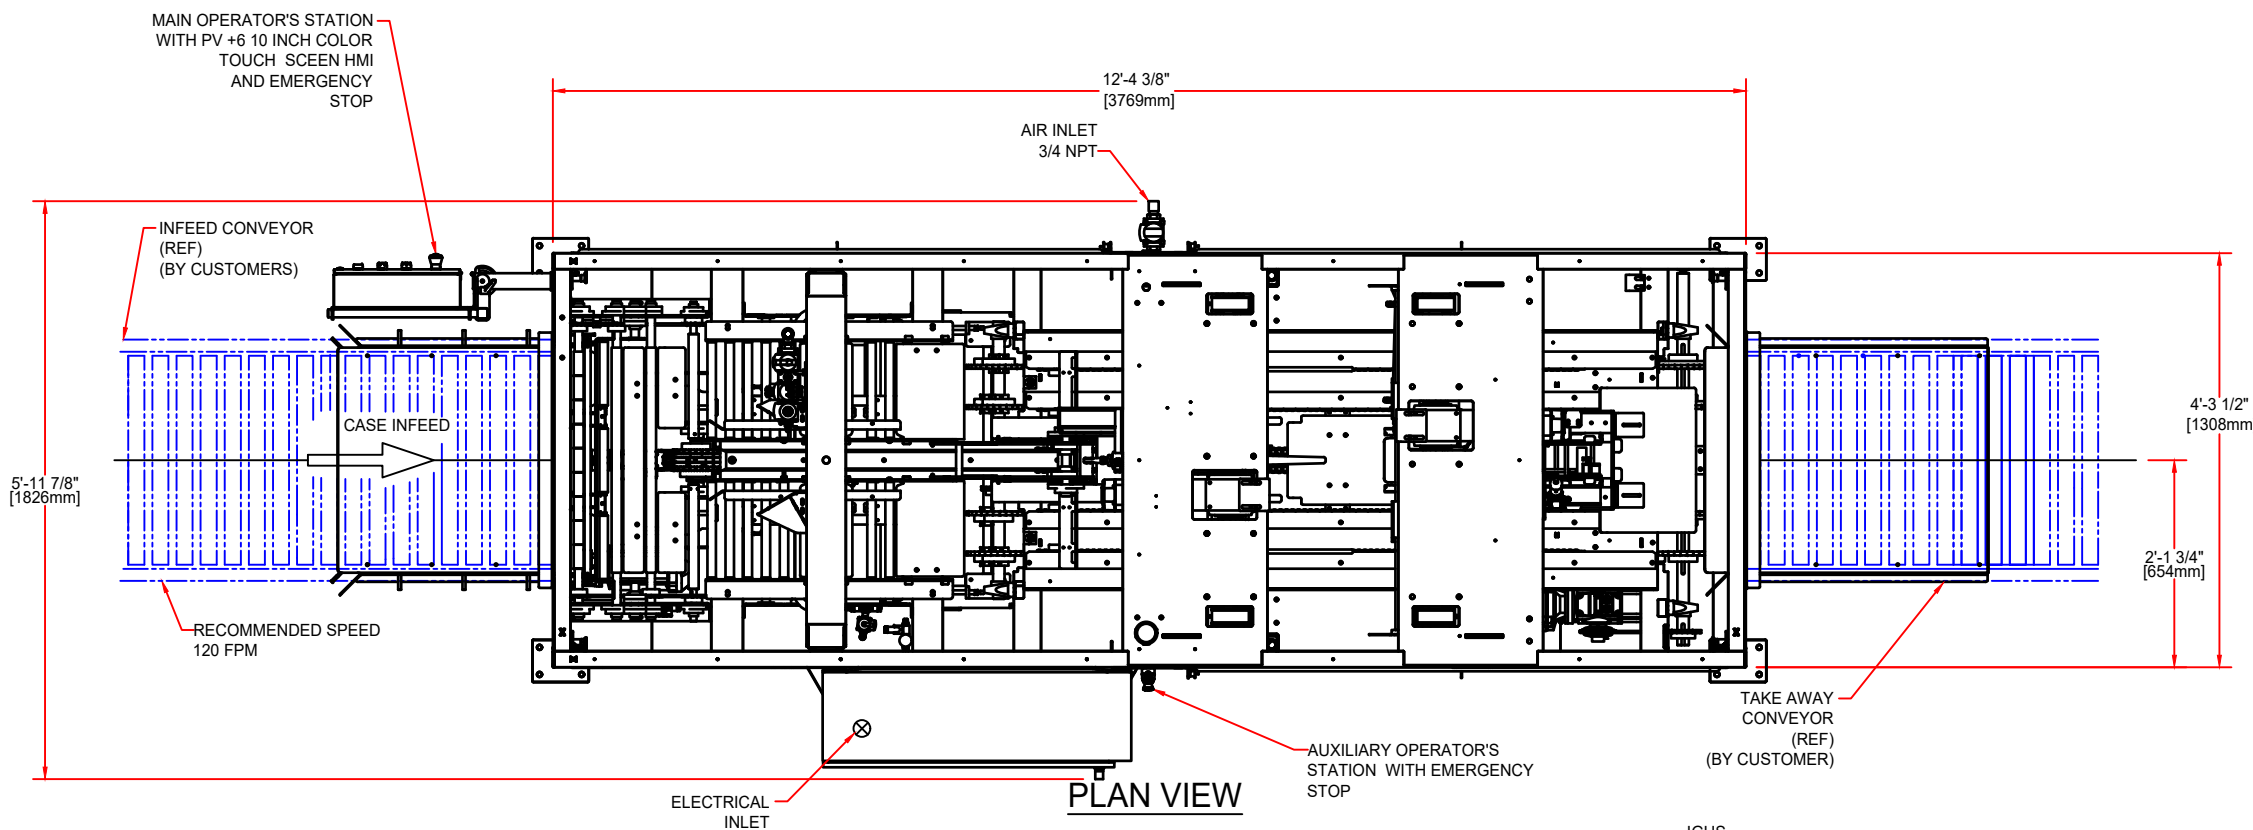 MAIN OPERATOR'S STATION
WITH PV +6 10 INCH COLOR
TOUCH SCEEN HMI
AND EMERGENCY
STOP
12'-4 3/8"
[3769mm]
AIR INLET
3/4 NPT
INFEED CONVEYOR
(REF)
(BY CUSTOMERS)
CASE INFEED
5'-11 7/8"
[1826mm]
4'-3 1/2"
[1308mm
2'-1 3/4"
[654mm]
RECOMMENDED SPEED
120 FPM
TAKE AWAY
CONVEYOR
(REF)
(BY CUSTOMER)
AUXILIARY OPERATOR'S
STATION WITH EMERGENCY
STOP
ELECTRICAL
INLET
PLAN VIEW